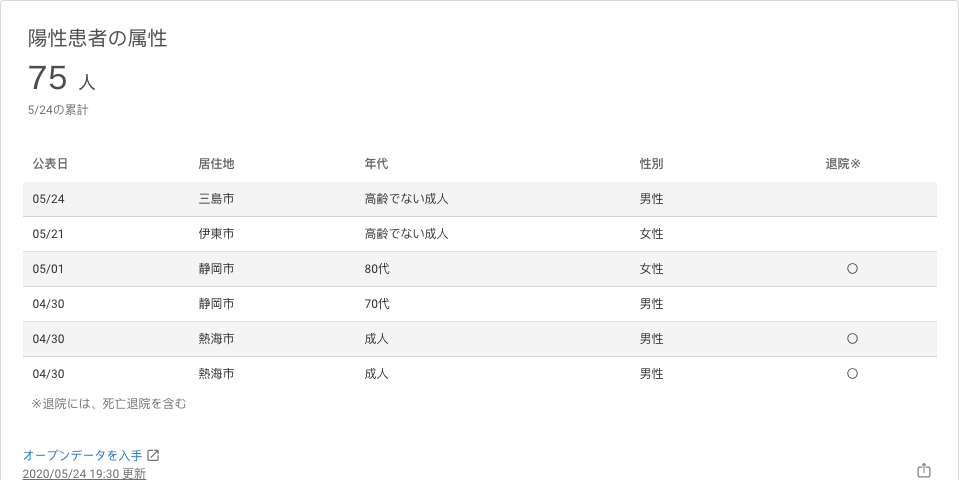 陽性患者の属性
75 人
5/24の累計
公表日 居住地 年代 性別 退院※
05/24 三島市 高齢でない成人 男性
05/21 伊東市 高齢でない成人 女性
05/01 静岡市 80代 女性 〇
04/30 静岡市 70代 男性
04/30 熱海市 成人 男性 〇
04/30 熱海市 成人 男性 〇
※退院には、死亡退院を含む
オープンデータを入手
2020/05/24 19:30 更新